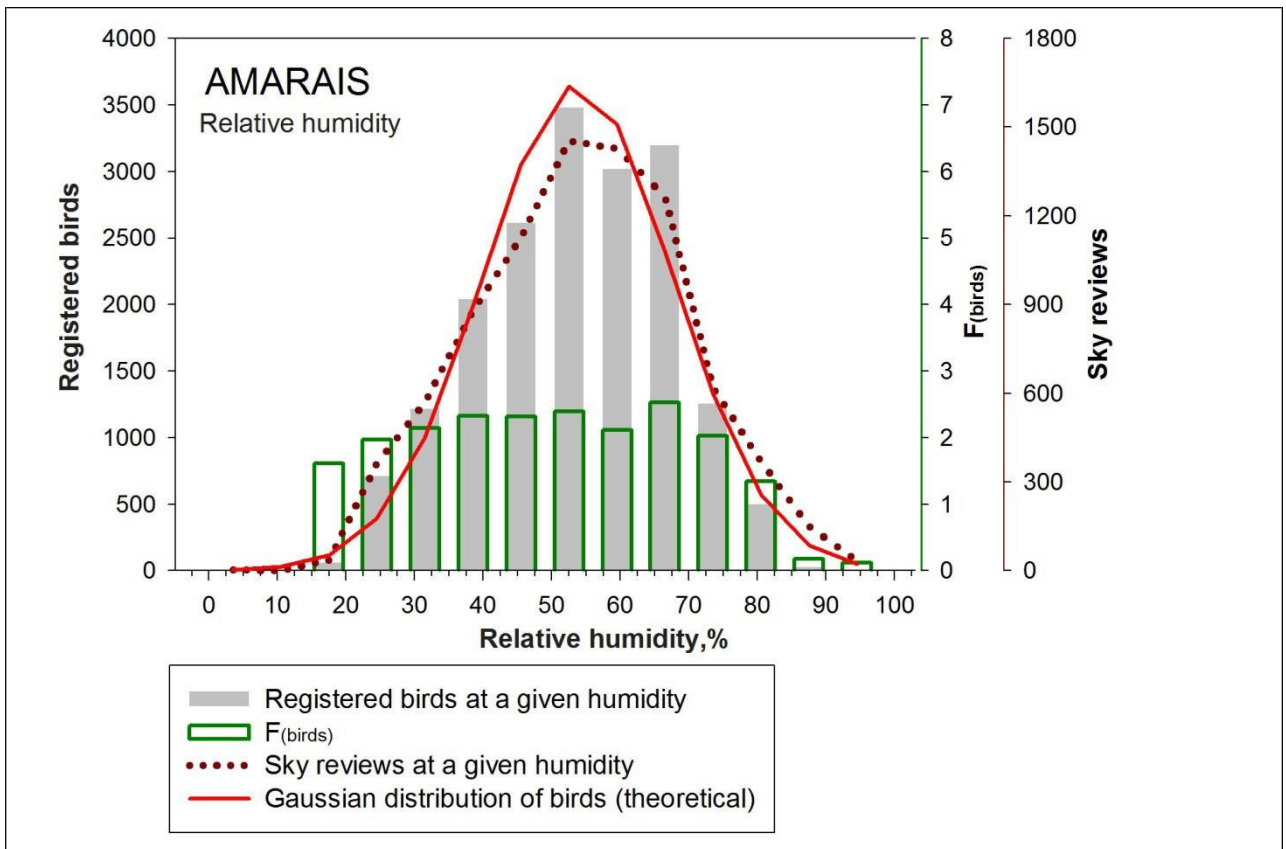 AMARAIS
Relative humidity
4000
3500
3000
2500
2000
1500
1000
500
0
Registered birds
8
7
6
5
4
3
2
1
0
F(birds)
1800
1500
1200
900
600
300
0
Sky reviews
0 10 20 30 40 50 60 70 80 90 100
Relative humidity,%
Registered birds at a given humidity
F(birds)
Sky reviews at a given humidity
Gaussian distribution of birds (theoretical)